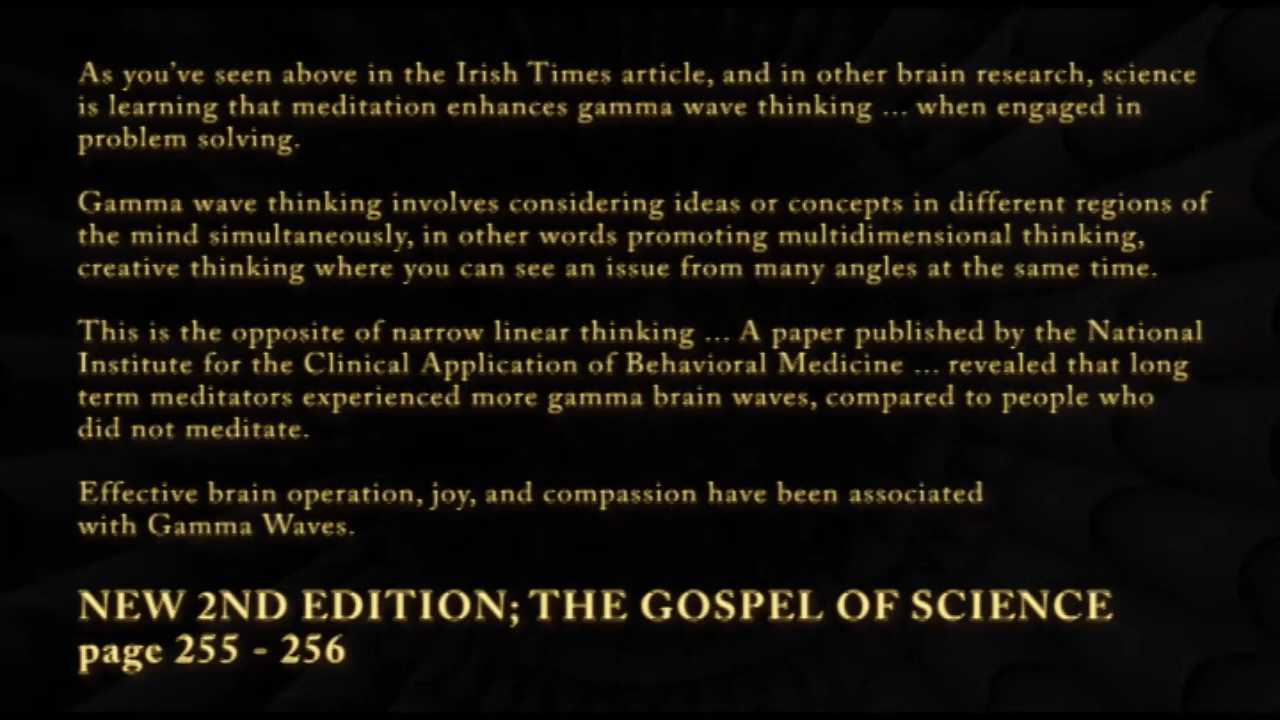 As you've seen above in the Irish Times article, and in other brain research, science
is learning that meditation enhances gamma wave thinking ... when engaged in
problem solving.
Gamma wave thinking involves considering ideas or concepts in different regions of
the mind simultaneously, in other words promoting multidimensional thinking,
creative thinking where you can see an issue from many angles at the same time.
This is the opposite of narrow linear thinking ... A paper published by the National
Institute for the Clinical Application of Behavioral Medicine ... revealed that long
term meditators experienced more gamma brain waves, compared to people who
did not meditate.
Effective brain operation, joy, and compassion have been associated
with Gamma Waves.
NEW 2ND EDITION; THE GOSPEL OF SCIENCE
page 255 - 256